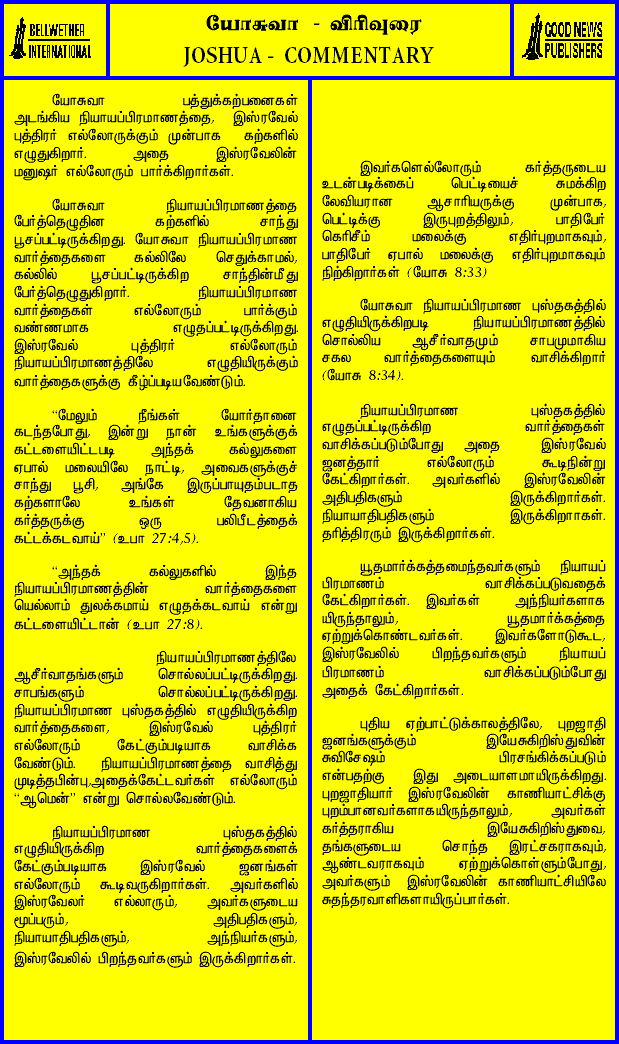 BELLWETHER
INTERNATIONAL
யோசுவா - விரிவுரை
JOSHUA - COMMENTARY
GOOD NEWS
PUBLISHERS
யோசுவா பத்துக்கற்பனைகள்
அடங்கிய நியாயப்பிரமாணத்தை, இஸ்ரவேல்
புத்திரர் எல்லோருக்கும் முன்பாக கற்களில்
எழுதுகிறார். அதை இஸ்ரவேலின்
மனுஷர் எல்லோரும் பார்க்கிறார்கள்.
யோசுவா நியாயப்பிரமாணத்தை
பேர்த்தெழுதின கற்களில் சாந்து
பூசப்பட்டிருக்கிறது. யோசுவா நியாயப்பிரமாண
வார்த்தைகளை கல்லிலே செதுக்காமல்,
கல்லில் பூசப்பட்டிருக்கிற சாந்தின்மீது
பேர்த்தெழுதுகிறார். நியாயப்பிரமாண
வார்த்தைகள் எல்லோரும் பார்க்கும்
வண்ணமாக எழுதப்பட்டிருக்கிறது.
இஸ்ரவேல் புத்திரர் எல்லோரும்
நியாயப்பிரமாணத்திலே எழுதியிருக்கும்
வார்த்தைகளுக்கு கீழ்ப்படியவேண்டும்.
“மேலும் நீங்கள் யோர்தானை
கடந்தபோது, இன்று நான் உங்களுக்குக்
கட்டளையிட்டபடி அந்தக் கல்லுகளை
ஏபால் மலையிலே நாட்டி, அவைகளுக்குச்
சாந்து பூசி, அங்கே இருப்பாயுதம்படாத
கற்களாலே உங்கள் தேவனாகிய
கர்த்தருக்கு ஒரு பலிபீடத்தைக்
கட்டக்கடவாய்” (உபா 27:4,5).
“அந்தக் கல்லுகளில் இந்த
நியாயப்பிரமாணத்தின் வார்த்தைகளை
யெல்லாம் துலக்கமாய் எழுதக்கடவாய் என்று
கட்டளையிட்டான் (உபா 27:8).
நியாயப்பிரமாணத்திலே
ஆசீர்வாதங்களும் சொல்லப்பட்டிருக்கிறது.
சாபங்களும் சொல்லப்பட்டிருக்கிறது.
நியாயப்பிரமாண புஸ்தகத்தில் எழுதியிருக்கிற
வார்த்தைகளை, இஸ்ரவேல் புத்திரர்
எல்லோரும் கேட்கும்படியாக வாசிக்க
வேண்டும். நியாயப்பிரமாணத்தை வாசித்து
முடித்தபின்பு,அதைக்கேட்டவர்கள் எல்லோரும்
“ஆமென்” என்று சொல்லவேண்டும்.
நியாயப்பிரமாண புஸ்தகத்தில்
எழுதியிருக்கிற வார்த்தைகளைக்
கேட்கும்படியாக இஸ்ரவேல் ஜனங்கள்
எல்லோரும் கூடிவருகிறார்கள். அவர்களில்
இஸ்ரவேலர் எல்லாரும், அவர்களுடைய
மூப்பரும், அதிபதிகளும்,
நியாயாதிபதிகளும், அந்நியர்களும்,
இஸ்ரவேலில் பிறந்தவர்களும் இருக்கிறார்கள்.
இவர்களெல்லோரும் கர்த்தருடைய
உடன்படிக்கைப் பெட்டியைச் சுமக்கிற
லேவியரான ஆசாரியருக்கு முன்பாக,
பெட்டிக்கு இருபுறத்திலும், பாதிபேர்
கெரிசீம் மலைக்கு எதிர்புறமாகவும்,
பாதிபேர் ஏபால் மலைக்கு எதிர்புறமாகவும்
நிற்கிறார்கள் (யோசு 8:33)
யோசுவா நியாயப்பிரமாண புஸ்தகத்தில்
எழுதியிருக்கிறபடி நியாயப்பிரமாணத்தில்
சொல்லிய ஆசீர்வாதமும் சாபமுமாகிய
சகல வார்த்தைகளையும் வாசிக்கிறார்
(யோசு 8:34).
நியாயப்பிரமாண புஸ்தகத்தில்
எழுதப்பட்டிருக்கிற வார்த்தைகள்
வாசிக்கப்படும்போது அதை இஸ்ரவேல்
ஜனத்தார் எல்லோரும் கூடிநின்று
கேட்கிறார்கள். அவர்களில் இஸ்ரவேலின்
அதிபதிகளும் இருக்கிறார்கள்.
நியாயாதிபதிகளும் இருக்கிறாாகள்.
தரித்திரரும் இருக்கிறார்கள்.
யூதமார்க்கத்தமைந்தவர்களும் நியாயப்
பிரமாணம் வாசிக்கப்படுவதைக்
கேட்கிறார்கள். இவர்கள் அந்நியர்களாக
யிருந்தாலும், யூதமார்க்கத்தை
ஏற்றுக்கொண்டவர்கள். இவர்களோடுகூட,
இஸ்ரவேலில் பிறந்தவர்களும் நியாயப்
பிரமாணம் வாசிக்கப்படும்போது
அதைக் கேட்கிறார்கள்.
புதிய ஏற்பாட்டுக்காலத்திலே, புறஜாதி
ஜனங்களுக்கும் இயேசுகிறிஸ்துவின்
சுவிசேஷம் பிரசங்கிக்கப்படும்
என்பதற்கு இது அடையாளமாயிருக்கிறது.
புறஜாதியார் இஸ்ரவேலின் காணியாட்சிக்கு
புறம்பானவர்களாகயிருந்தாலும், அவர்கள்
கர்த்தராகிய இயேசுகிறிஸ்துவை,
தங்களுடைய சொந்த இரட்சகராகவும்,
ஆண்டவராகவும் ஏற்றுக்கொள்ளும்போது,
அவர்களும் இஸ்ரவேலின் காணியாட்சியிலே
சுதந்தரவாளிகளாயிருப்பார்கள்.